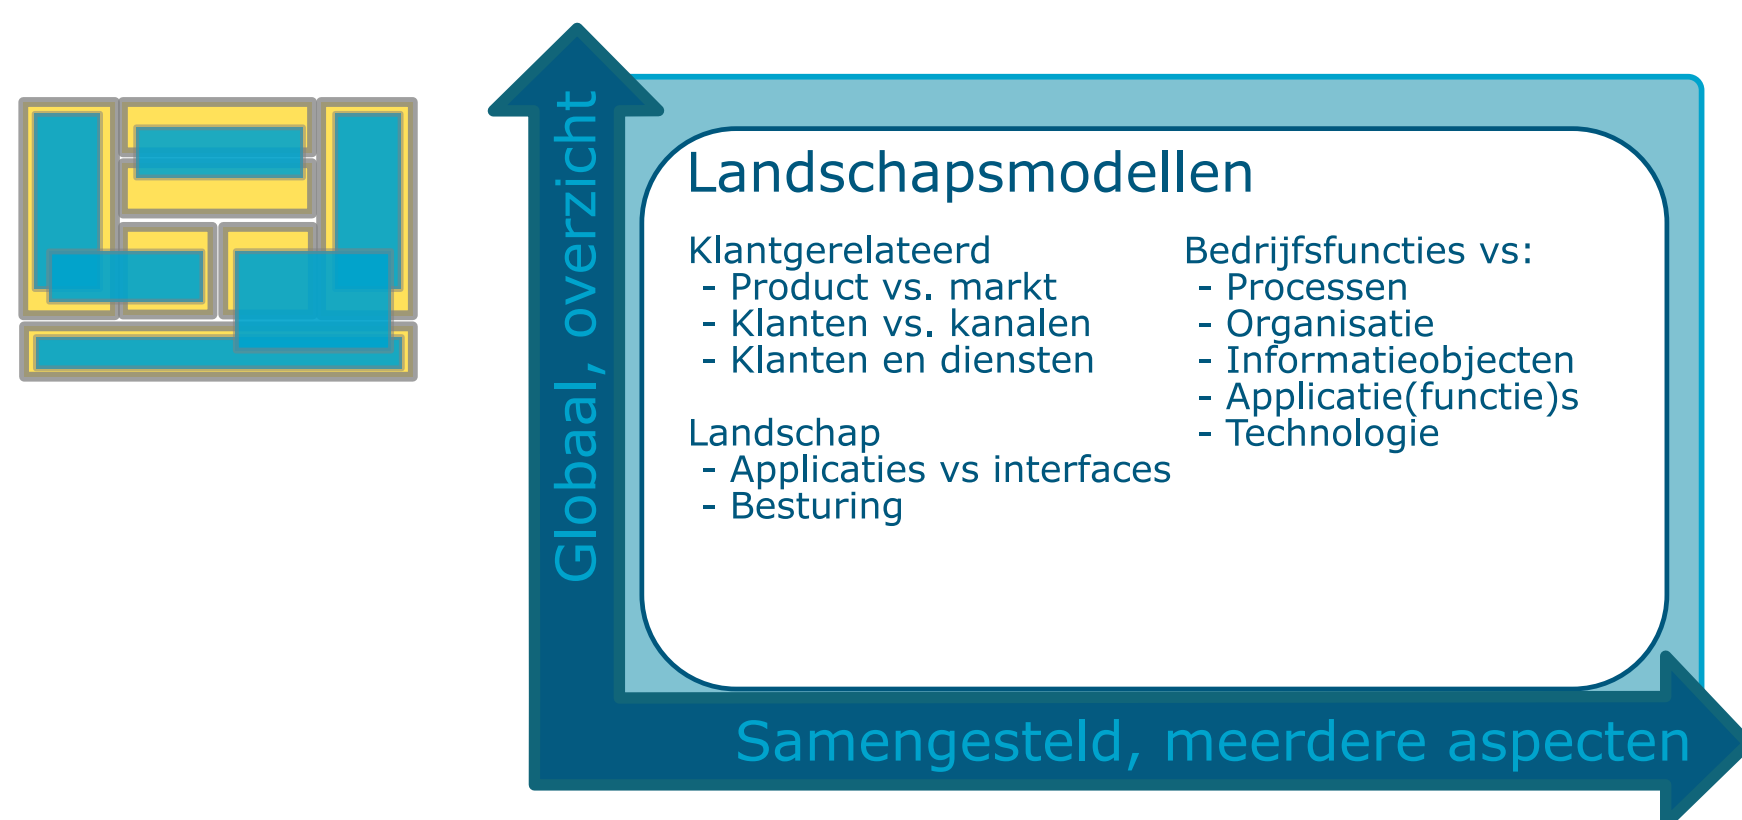 Globaal, overzicht
Landschapsmodellen
Klantgerelateerd
- Product vs. markt
- Klanten vs. kanalen
- Klanten en diensten
Landschap
- Applicaties vs interfaces
- Besturing
Bedrijfsfuncties vs:
- Processen
- Organisatie
- Informatieobjecten
- Applicatie(functie)s
- Technologie
Samengesteld, meerdere aspecten